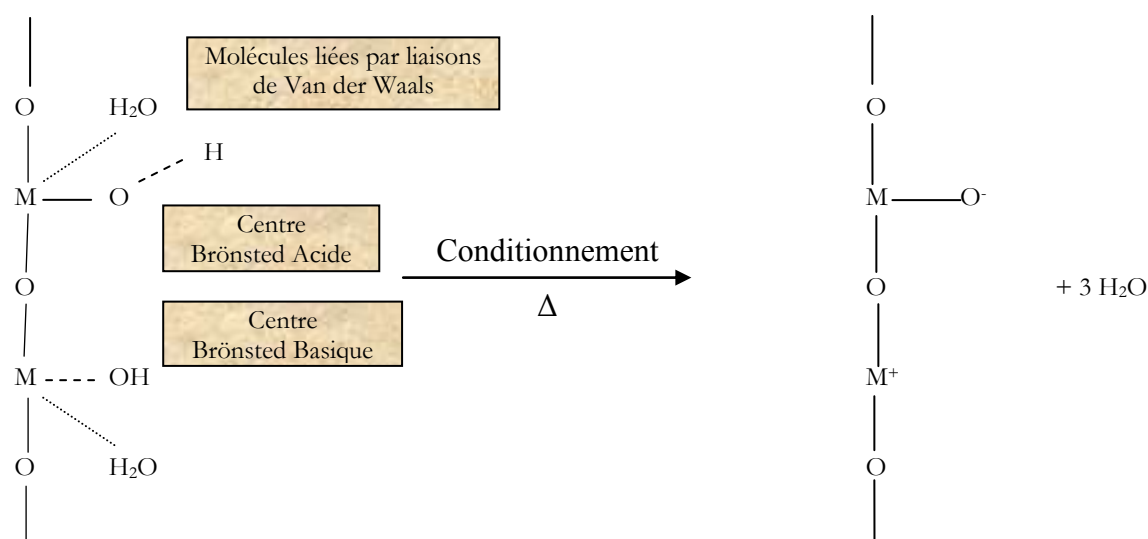 Molécules liées par liaisons
de Van der Waals
O
H₂O
H
M
O
Centre
Brönsted Acide
O
Centre
Brönsted Basique
M
OH
O
H₂O
Conditionnement
Δ
O
M
O⁻
O
+ 3 H₂O
M⁺
O